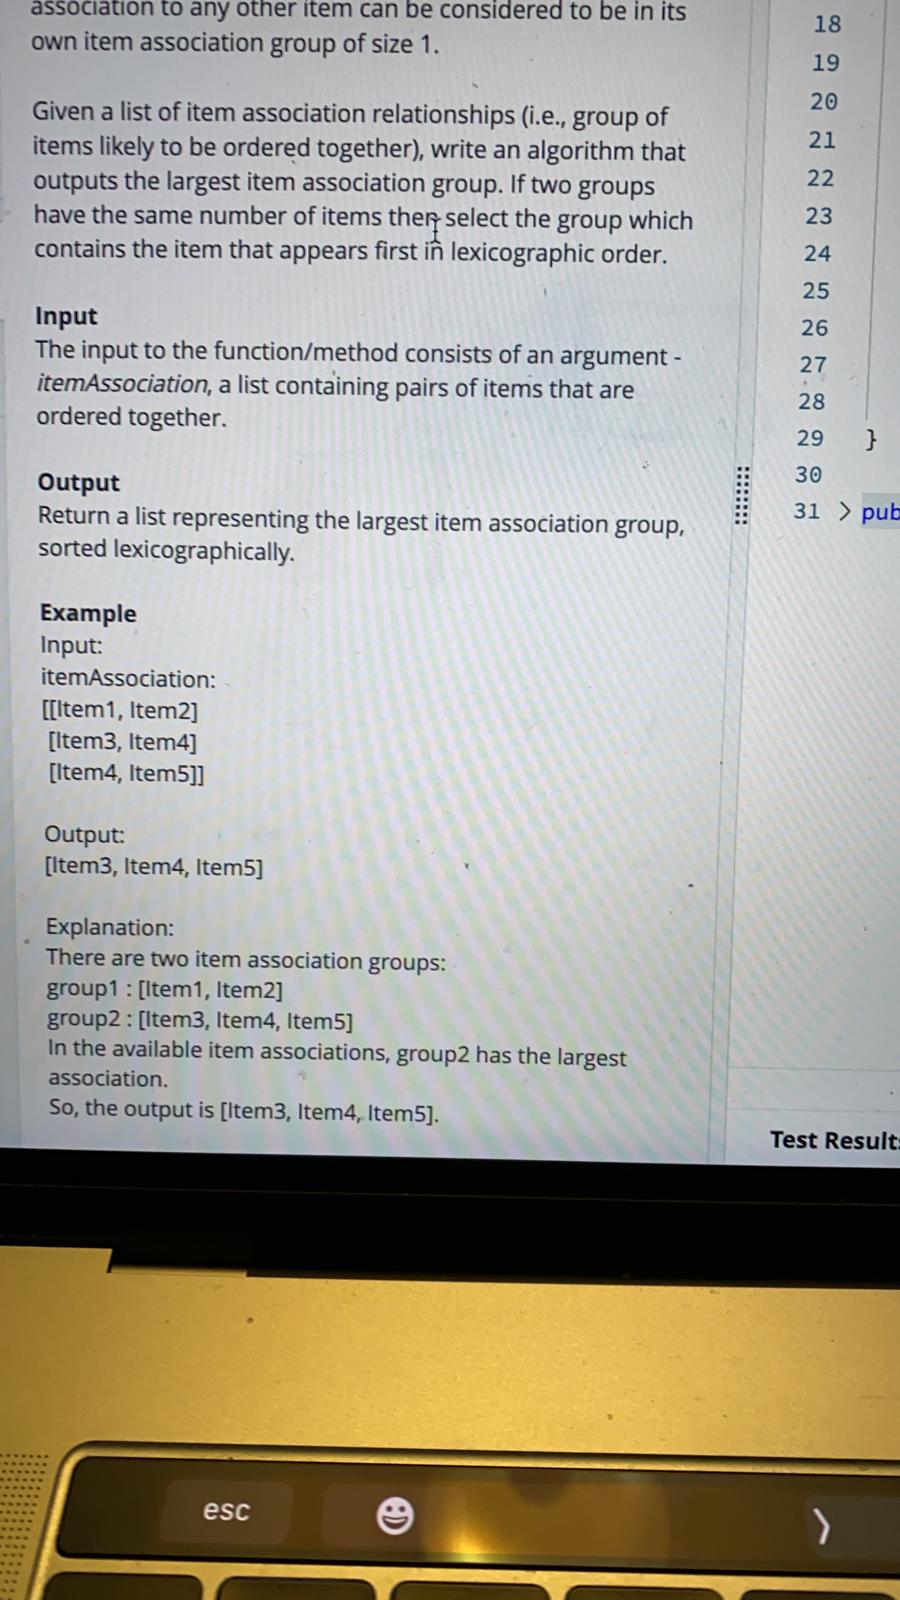 association to any other item can be considered to be in its
own item association group of size 1.
Given a list of item association relationships (i.e., group of
items likely to be ordered together), write an algorithm that
outputs the largest item association group. If two groups
have the same number of items then select the group which
contains the item that appears first in lexicographic order.
Input
The input to the function/method consists of an argument -
itemAssociation, a list containing pairs of items that are
ordered together.
Output
Return a list representing the largest item association group,
sorted lexicographically.
Example
Input:
itemAssociation:
[[Item1, Item2]
[Item3, Item4]
[Item4, Item5]]
Output:
[Item3, Item4, Item5]
Explanation:
There are two item association groups:
group1 : [Item1, Item2]
group2 : [Item3, Item4, Item5]
In the available item associations, group2 has the largest
association.
So, the output is [Item3, Item4, Item5].
18
19
20
21
22
23
24
25
26
27
28
29 }
30
31 > pub
Test Result
esc